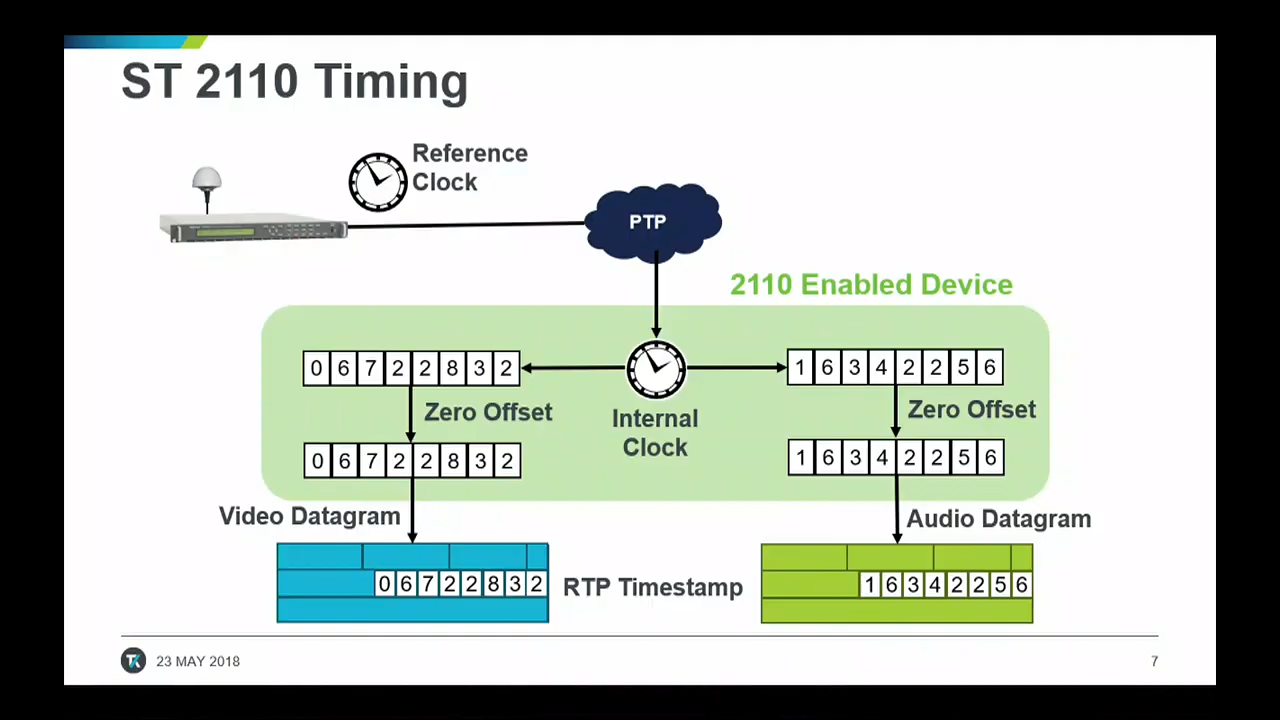 ST 2110 Timing
Reference
Clock
PTP
2110 Enabled Device
0 6 7 2 2 8 3 2
1 6 3 4 2 2 5 6
Zero Offset
Internal
Clock
Zero Offset
0 6 7 2 2 8 3 2
1 6 3 4 2 2 5 6
Video Datagram
Audio Datagram
0 6 7 2 2 8 3 2
RTP Timestamp
1 6 3 4 2 2 5 6
TK
23 MAY 2018
7